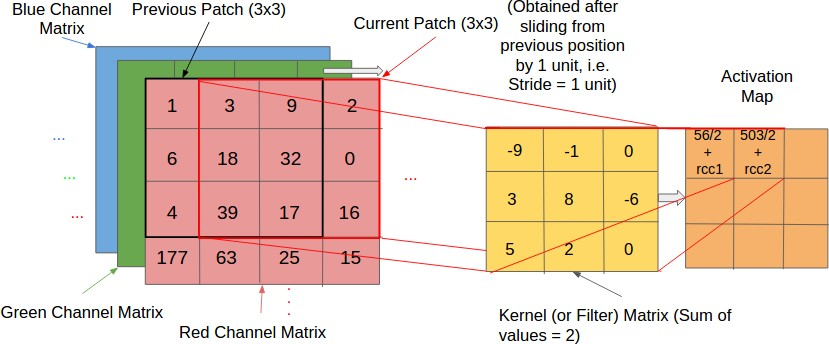 Blue Channel
Matrix
Previous Patch (3x3)
Current Patch (3x3)
(Obtained after
sliding from
previous position
by 1 unit, i.e.
Stride = 1 unit)
Activation
Map
1 3 9 2
6 18 32 0
4 39 17 16
177 63 25 15
...
...
...
...
-9 -1 0
3 8 -6
5 2 0
56/2
+
rcc1
503/2
+
rcc2
Green Channel Matrix
Red Channel Matrix
Kernel (or Filter) Matrix (Sum of
values = 2)